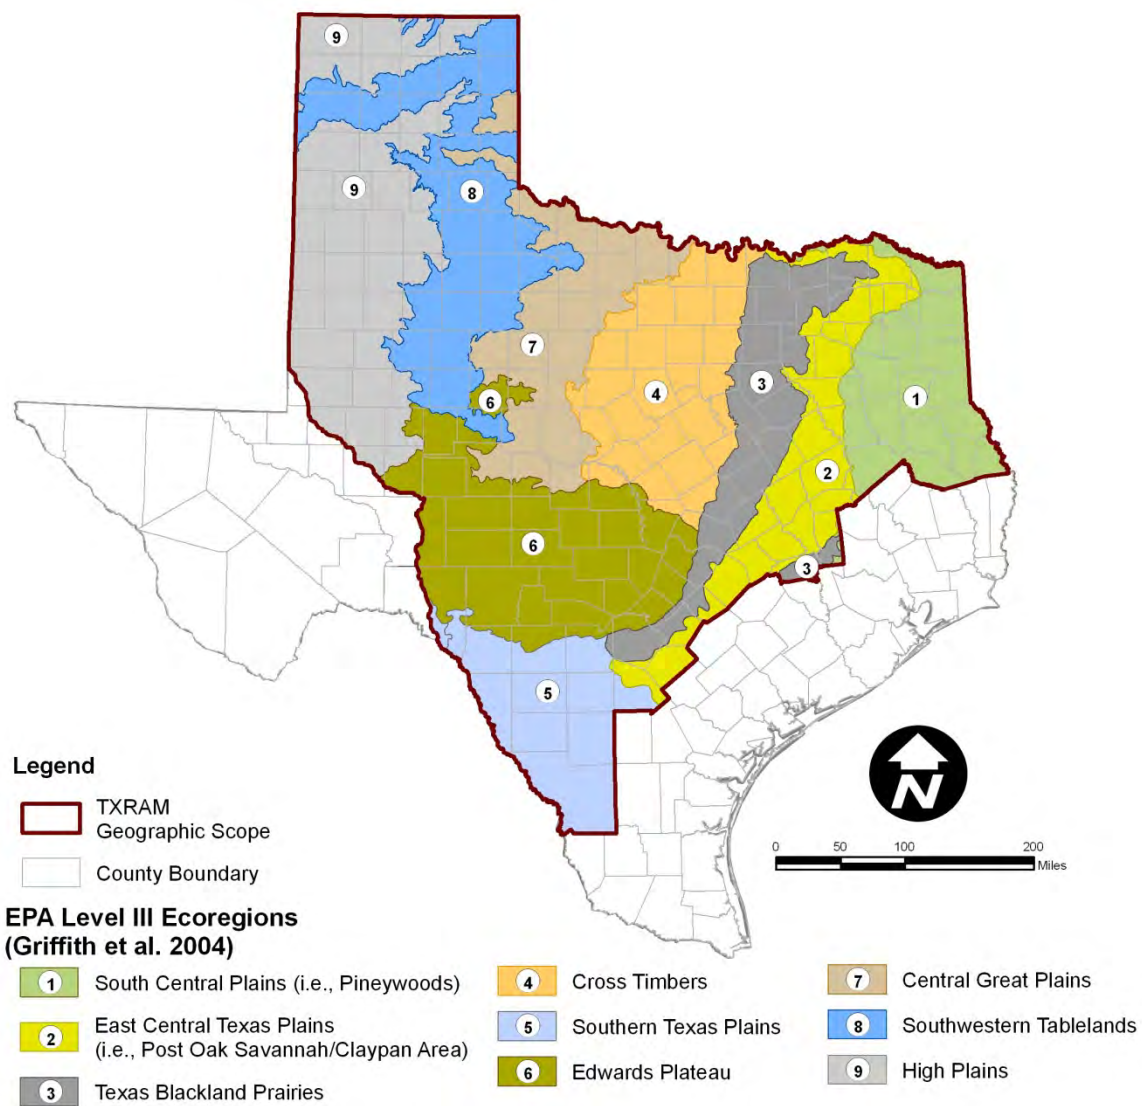 9
9
8
7
6
4
3
1
2
6
3
5
N
0 50 100 200
Miles
Legend
TXRAM
Geographic Scope
County Boundary
EPA Level III Ecoregions
(Griffith et al. 2004)
1 South Central Plains (i.e., Pineywoods)
2 East Central Texas Plains
(i.e., Post Oak Savannah/Claypan Area)
3 Texas Blackland Prairies
4 Cross Timbers
5 Southern Texas Plains
6 Edwards Plateau
7 Central Great Plains
8 Southwestern Tablelands
9 High Plains